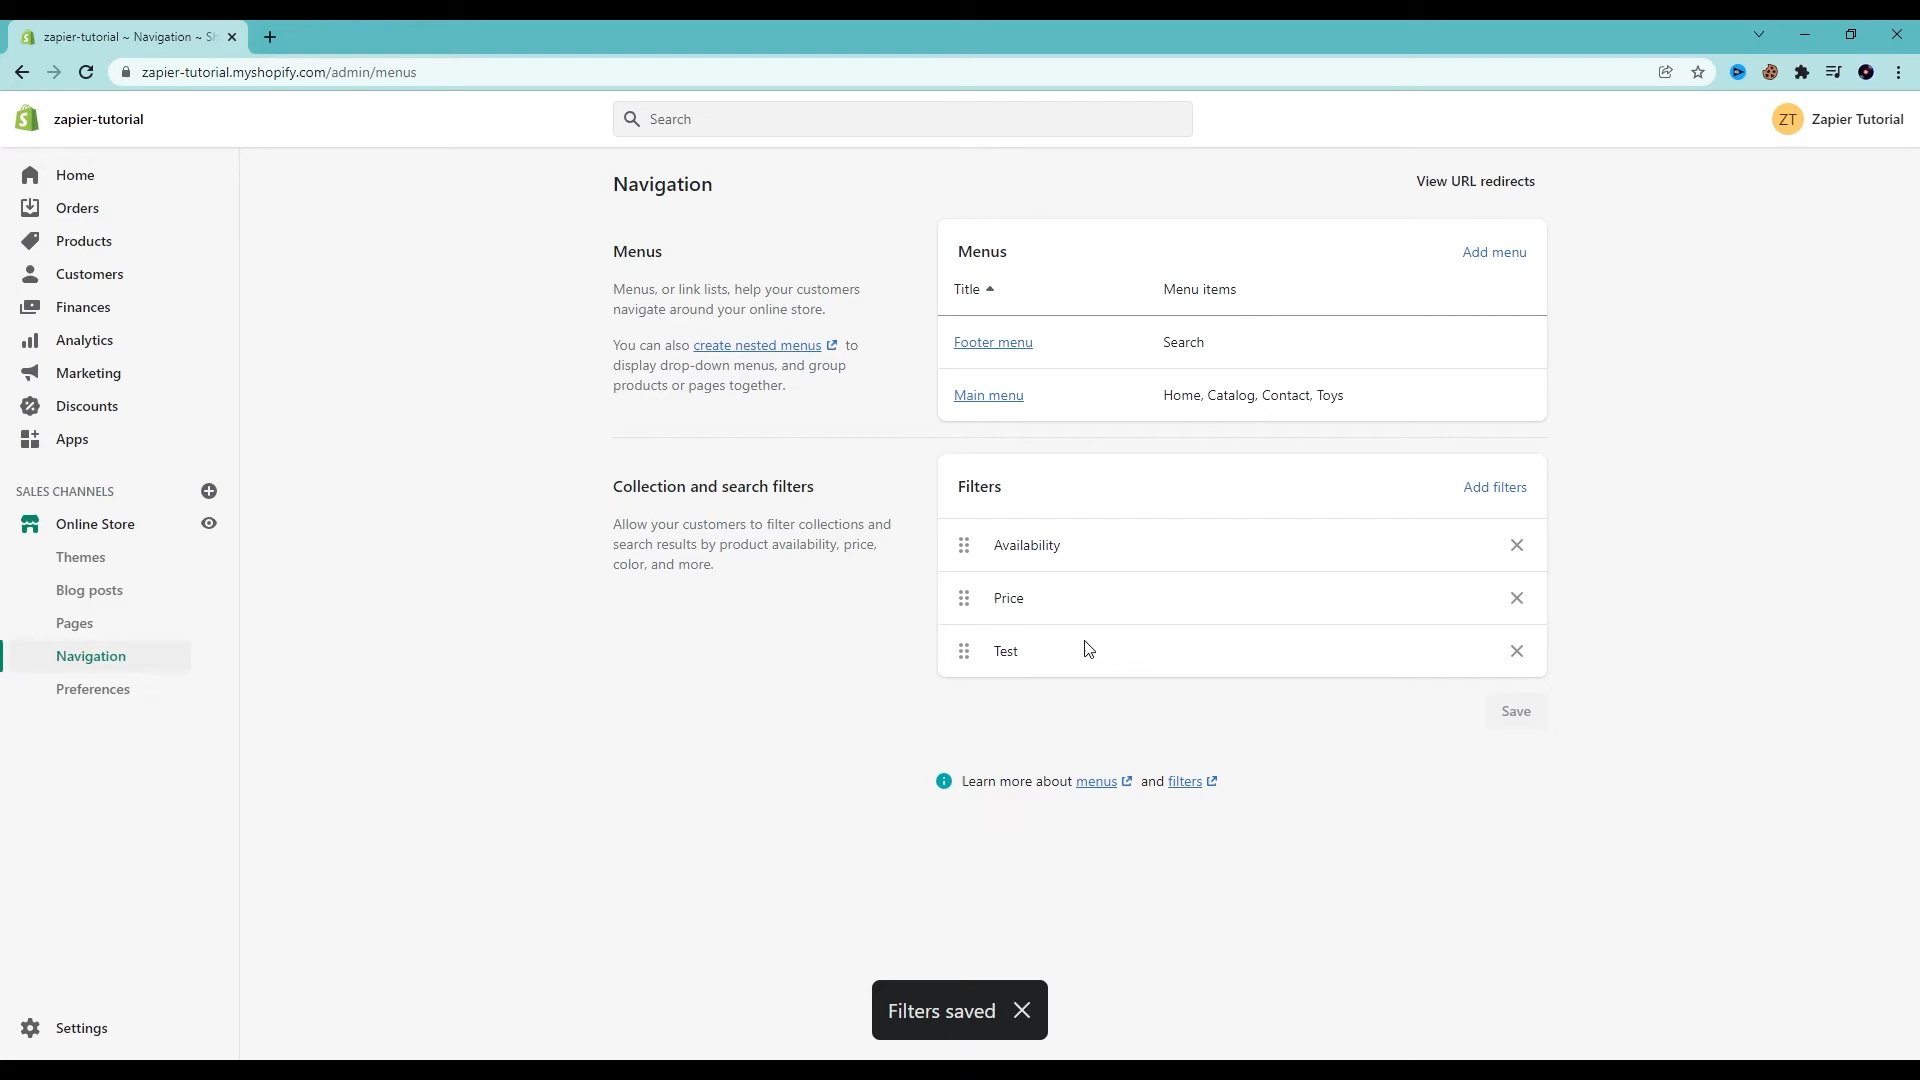 zapier-tutorial ~ Navigation ~ Sh
zapier-tutorial.myshopify.com/admin/menus
zapier-tutorial
Search
ZT
Zapier Tutorial
Home
Orders
Products
Customers
Finances
Analytics
Marketing
Discounts
Apps
SALES CHANNELS
Online Store
Themes
Blog posts
Pages
Navigation
Preferences
Settings
Navigation
View URL redirects
Menus
Menus, or link lists, help your customers
navigate around your online store.
You can also create nested menus to
display drop-down menus, and group
products or pages together.
Menus
Add menu
Title
Menu items
Footer menu
Search
Main menu
Home, Catalog, Contact, Toys
Collection and search filters
Allow your customers to filter collections and
search results by product availability, price,
color, and more.
Filters
Add filters
Availability
Price
Test
Save
Learn more about menus and filters
Filters saved